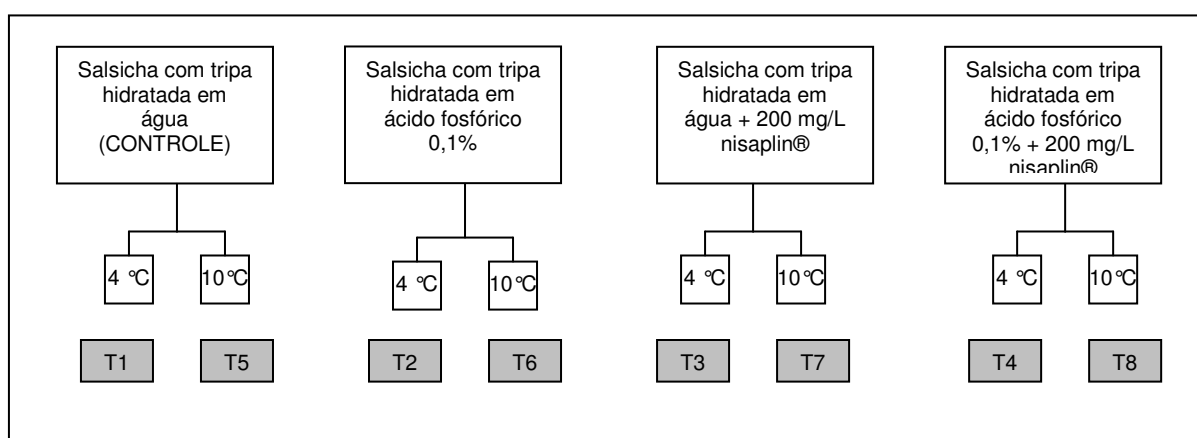 Salsicha com tripa
hidratada em
água
(CONTROLE)
Salsicha com tripa
hidratada em
ácido fosfórico
0,1%
Salsicha com tripa
hidratada em
água + 200 mg/L
nisaplin®
Salsicha com tripa
hidratada em
ácido fosfórico
0,1% + 200 mg/L
nisaplin®
4 °C
10°C
4 °C
10°C
4 °C
10°C
4 °C
10°C
T1
T5
T2
T6
T3
T7
T4
T8